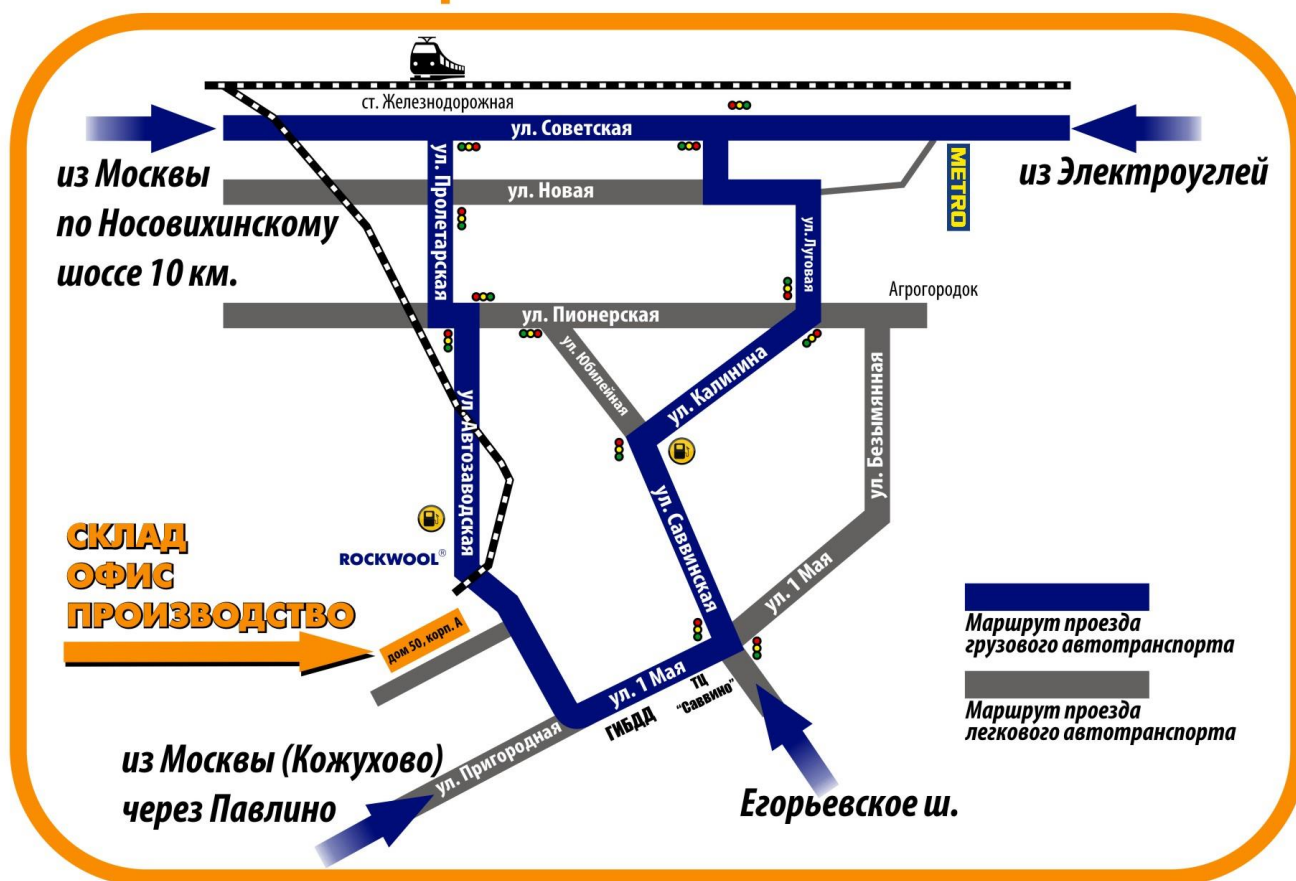 ст. Железнодорожная
ул. Советская
из Москвы
по Носовихинскому
шоссе 10 км.
ул. Пролетарская
METRO
из Электроуглей
ул. Новая
ул. Луговая
Агрогородок
ул. Пионерская
ул. Юбилейная
ул. Калинина
ул. Автозаводская
ул. Безымянная
ул. Саввинская
СКЛАД
ОФИС
ПРОИЗВОДСТВО
ROCKWOOL®
дом 50, корп. А
ул. 1 Мая
ул. 1 Мая
ТЦ
"Саввино"
ГИБДД
ул. Пригородная
Маршрут проезда
грузового автотранспорта
Маршрут проезда
легкового автотранспорта
из Москвы (Кожухово)
через Павлино
Егорьевское ш.